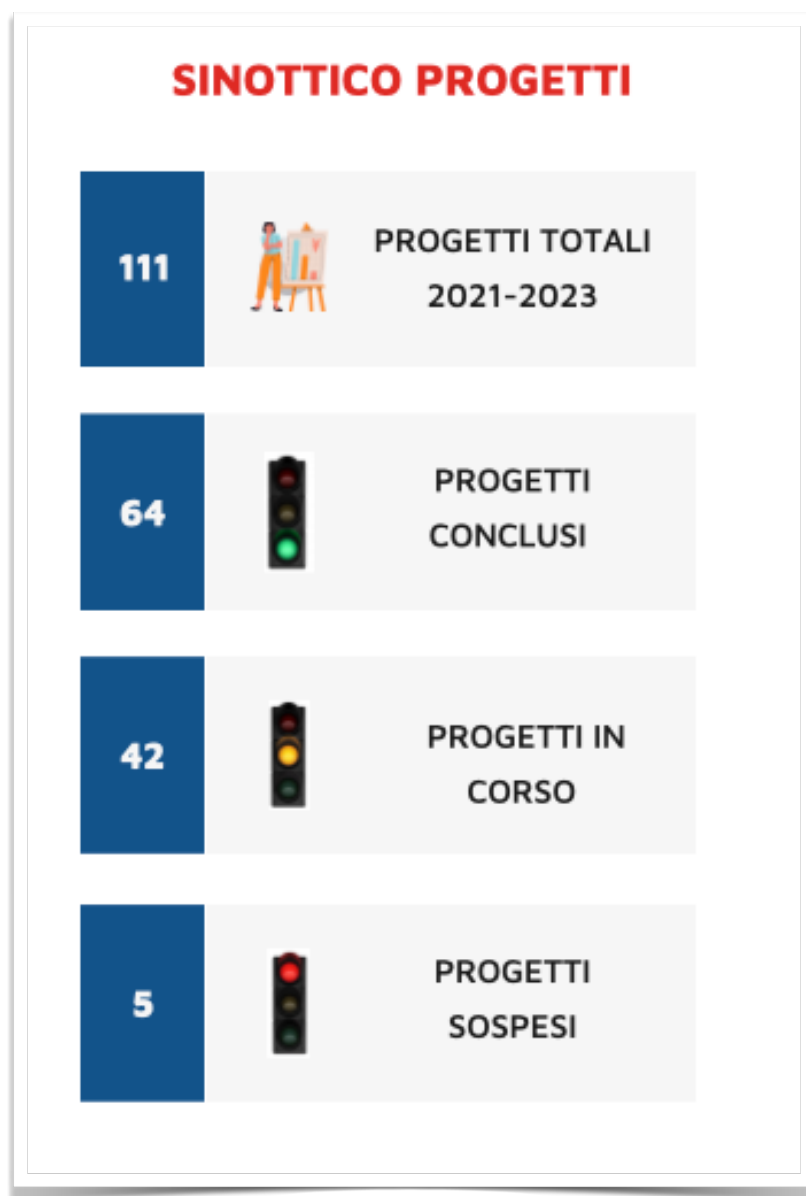 SINOTTICO PROGETTI
111
PROGETTI TOTALI
2021-2023
64
PROGETTI
CONCLUSI
42
PROGETTI IN
CORSO
5
PROGETTI
SOSPESI